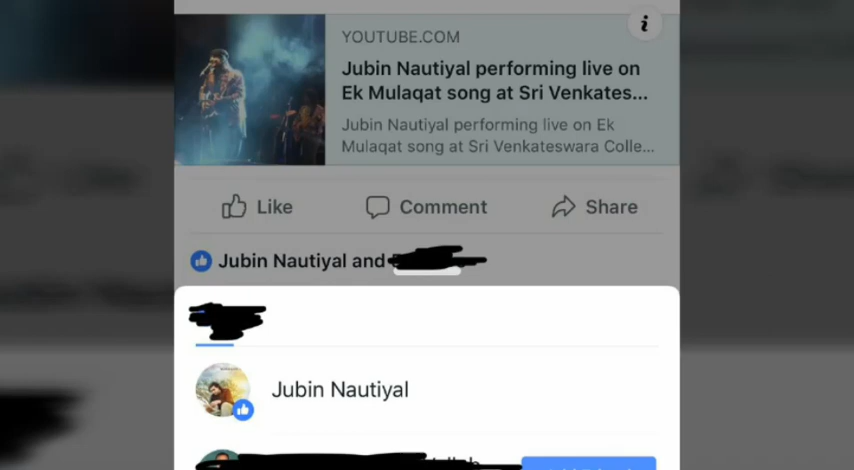 YOUTUBE.COM
Jubin Nautiyal performing live on
Ek Mulaqat song at Sri Venkates...
Jubin Nautiyal performing live on Ek
Mulaqat song at Sri Venkateswara Colle...
Like Comment Share
Jubin Nautiyal and
Jubin Nautiyal